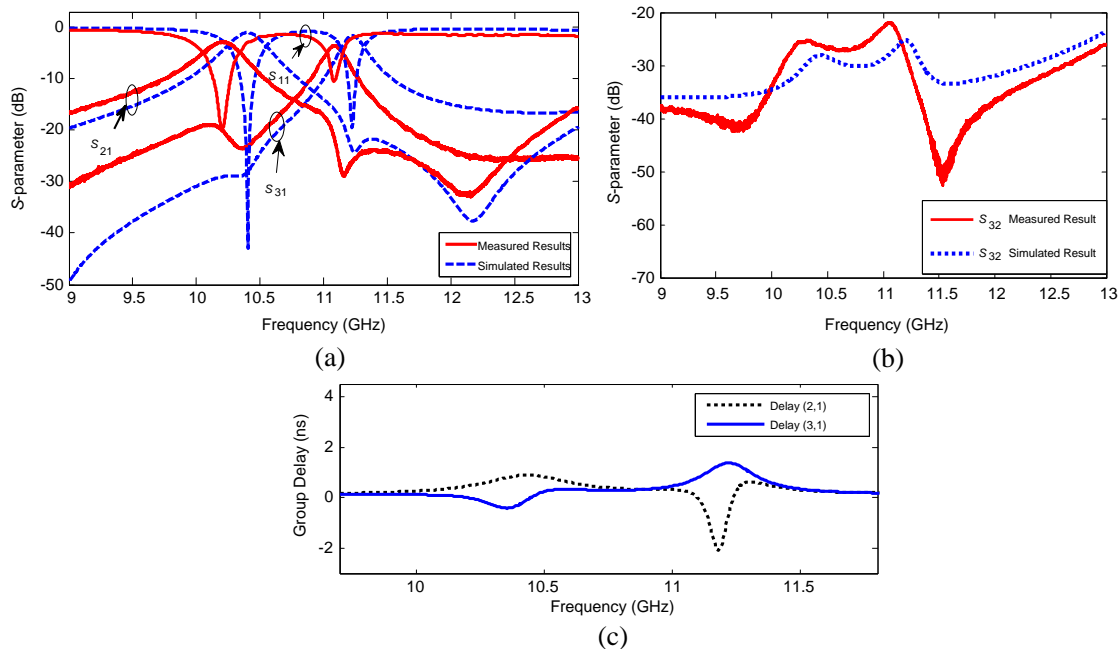 0
-10
-20
-30
-40
-50
S-parameter (dB)
S11
S21
S31
Measured Results
Simulated Results
9
9.5
10
10.5
11
11.5
12
12.5
13
Frequency (GHz)
(a)
-20
-30
-40
-50
-60
-70
S-parameter (dB)
S32 Measured Result
S32 Simulated Result
9
9.5
10
10.5
11
11.5
12
12.5
13
Frequency (GHz)
(b)
4
2
0
-2
Group Delay (ns)
Delay (2,1)
Delay (3,1)
10
10.5
11
11.5
Frequency (GHz)
(c)